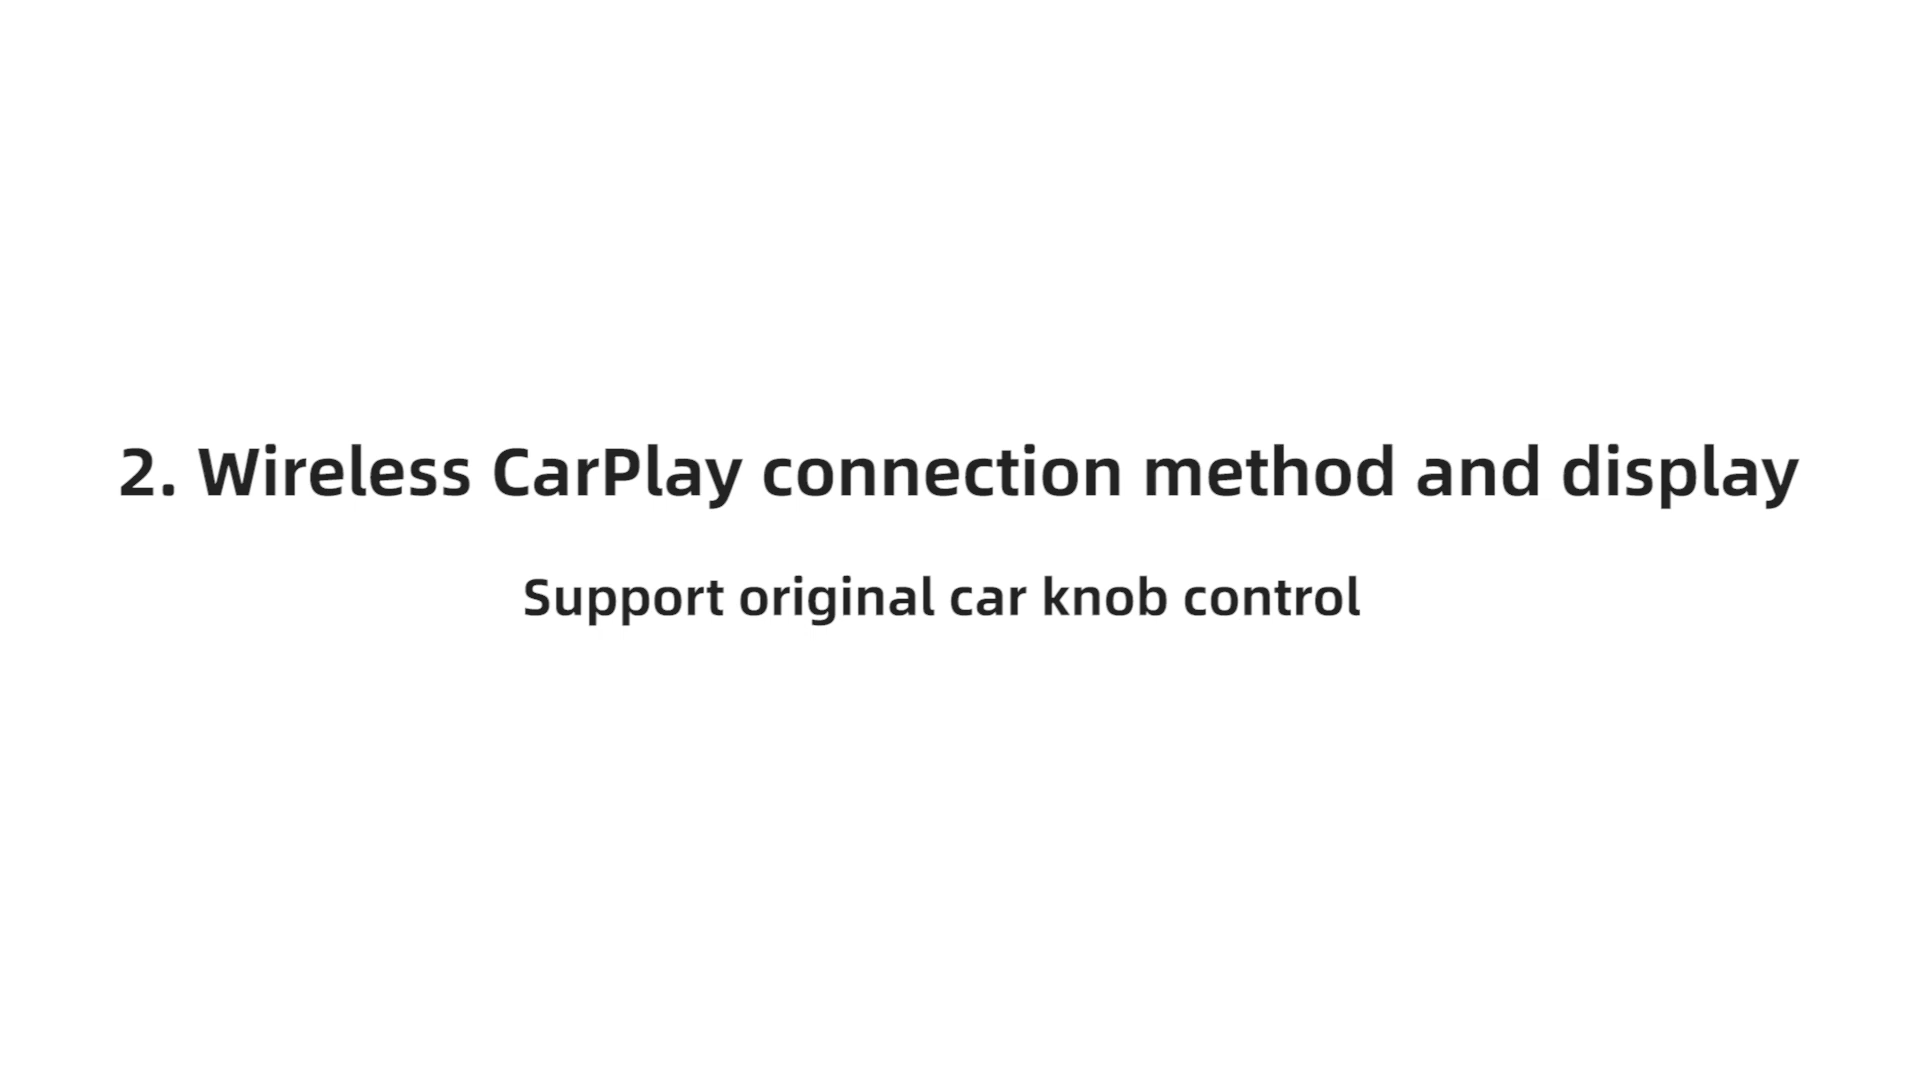 2. Wireless CarPlay connection method and display
Support original car knob control